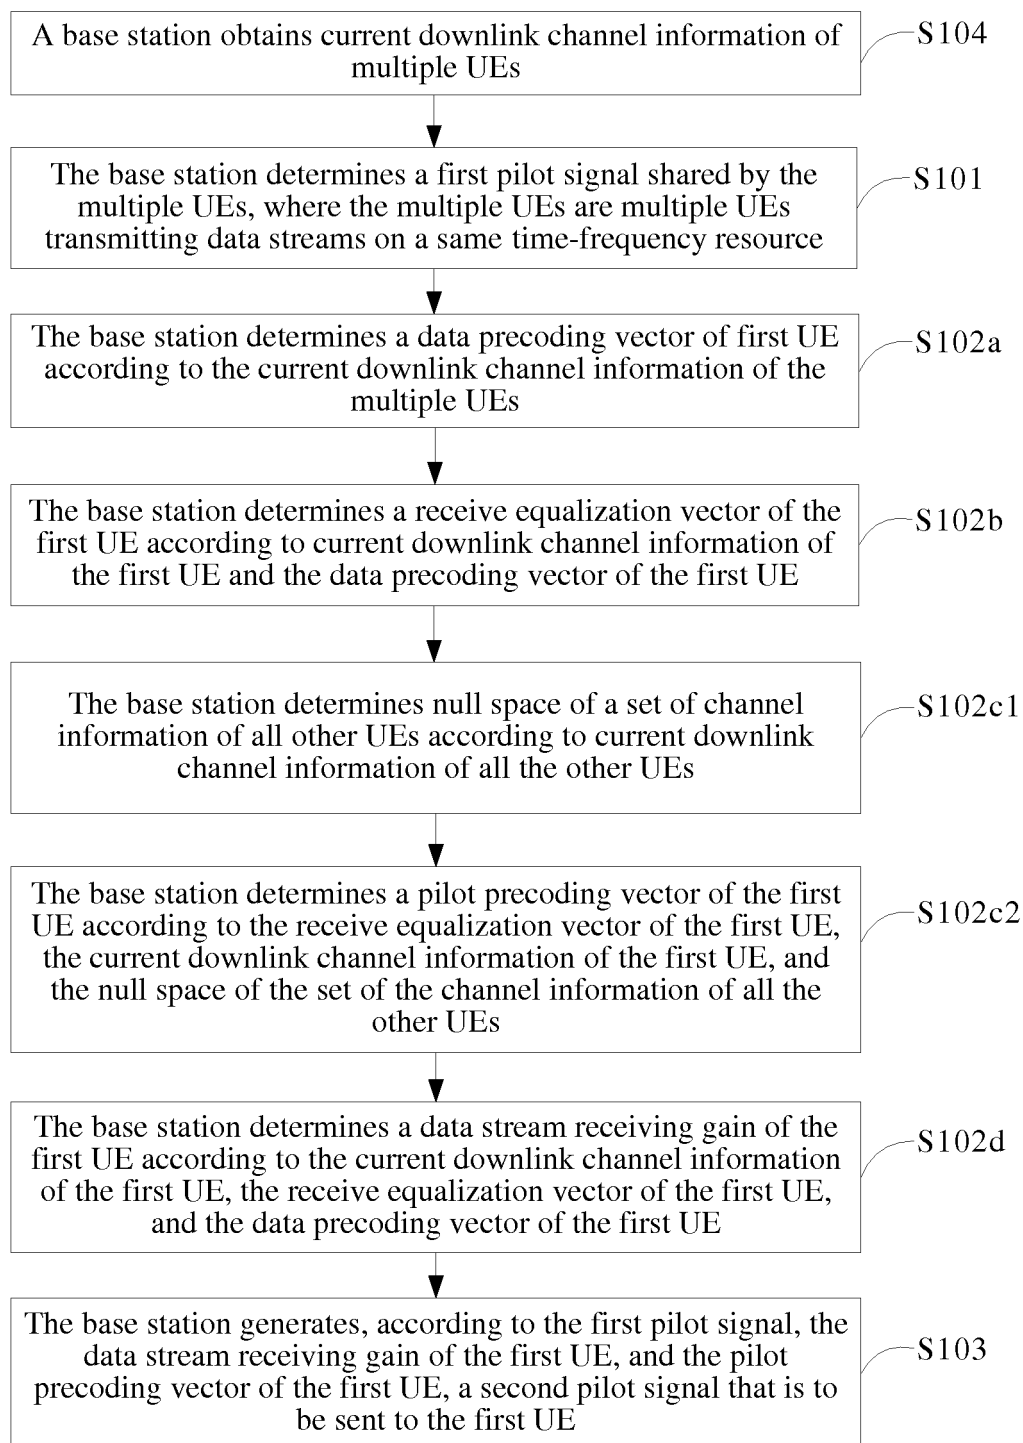 A base station obtains current downlink channel information of
multiple UEs
S104
The base station determines a first pilot signal shared by the
multiple UEs, where the multiple UEs are multiple UEs
transmitting data streams on a same time-frequency resource
S101
The base station determines a data precoding vector of first UE
according to the current downlink channel information of the
multiple UEs
S102a
The base station determines a receive equalization vector of the
first UE according to current downlink channel information of
the first UE and the data precoding vector of the first UE
S102b
The base station determines null space of a set of channel
information of all other UEs according to current downlink
channel information of all the other UEs
S102c1
The base station determines a pilot precoding vector of the first
UE according to the receive equalization vector of the first UE,
the current downlink channel information of the first UE, and
the null space of the set of the channel information of all the
other UEs
S102c2
The base station determines a data stream receiving gain of the
first UE according to the current downlink channel information
of the first UE, the receive equalization vector of the first UE,
and the data precoding vector of the first UE
S102d
The base station generates, according to the first pilot signal, the
data stream receiving gain of the first UE, and the pilot
precoding vector of the first UE, a second pilot signal that is to
be sent to the first UE
S103